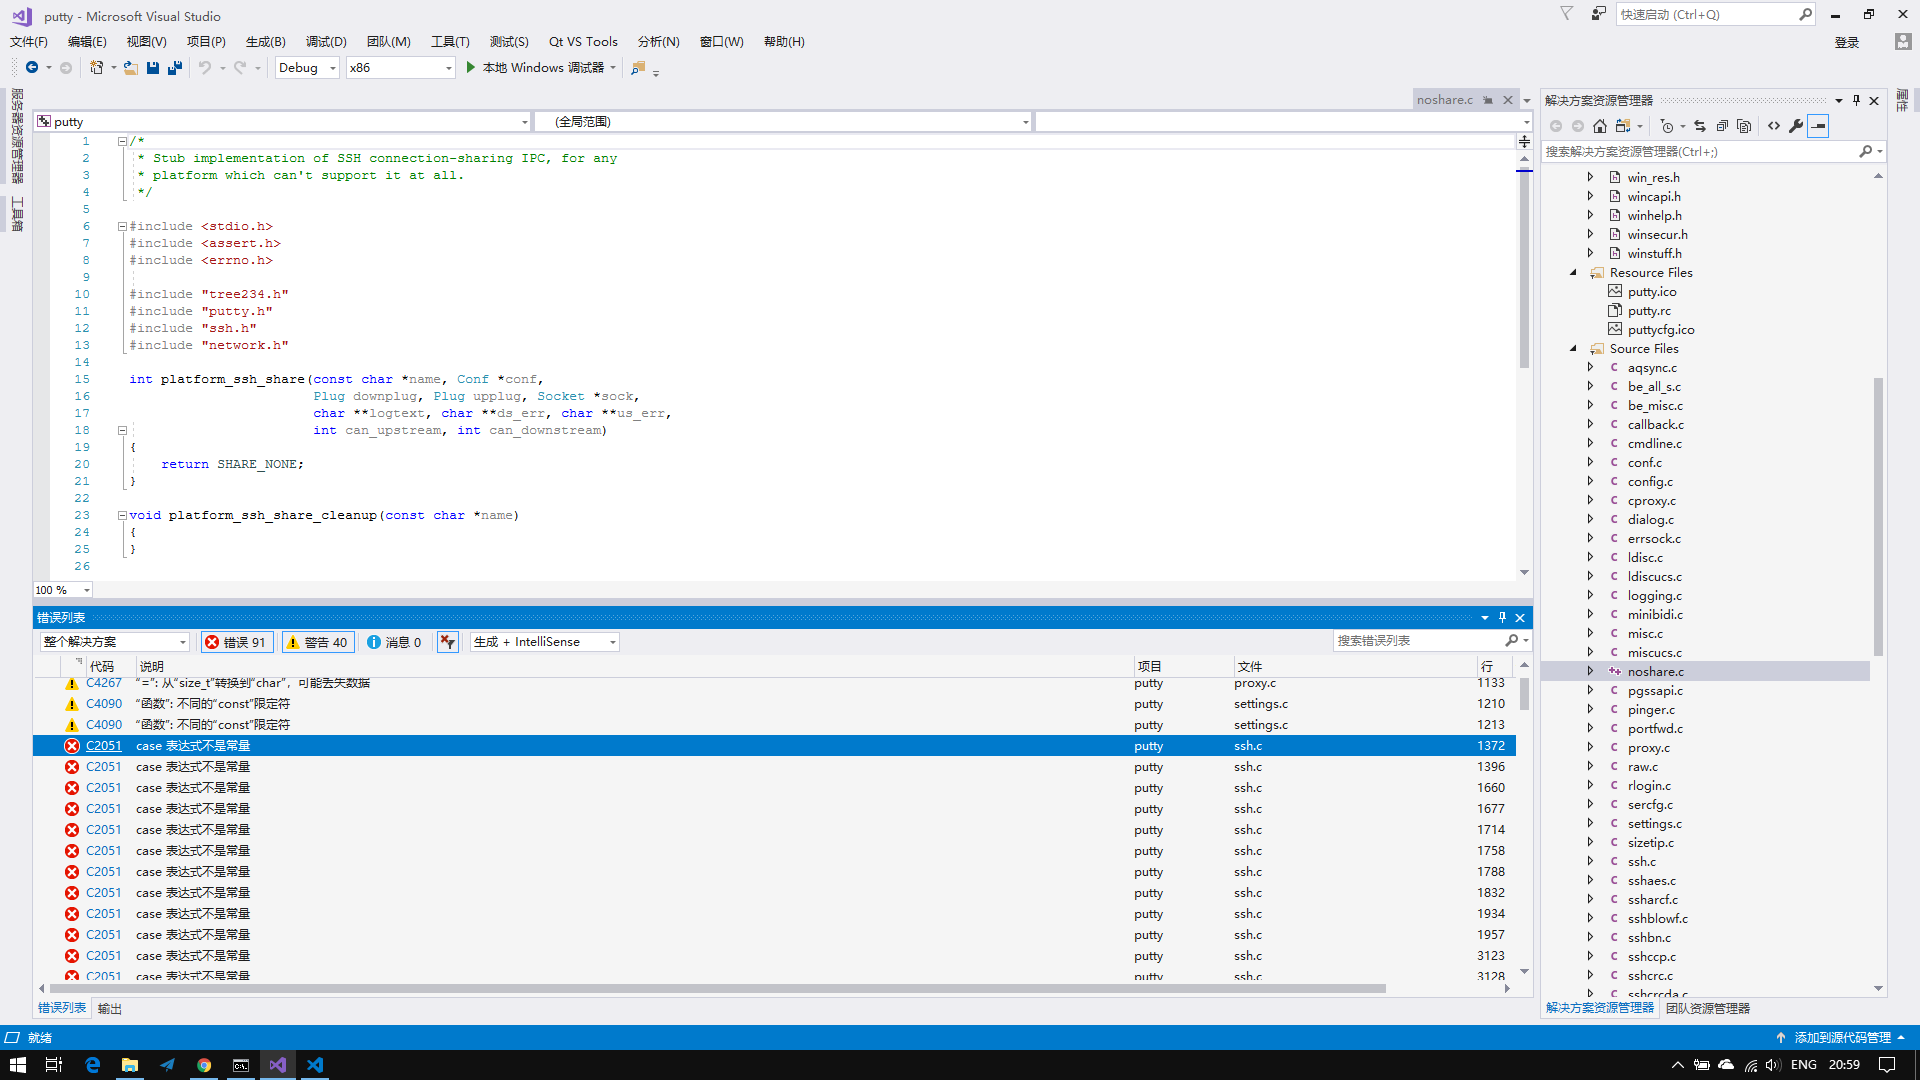 putty - Microsoft Visual Studio
快速启动 (Ctrl+Q)
文件(F) 编辑(E) 视图(V) 项目(P) 生成(B) 调试(D) 团队(M) 工具(T) 测试(S) Qt VS Tools 分析(N) 窗口(W) 帮助(H)
登录
Debug x86 本地 Windows 调试器
服务器资源管理器
工具箱
noshare.c
putty (全局范围)
1 /*
2 * Stub implementation of SSH connection-sharing IPC, for any
3 * platform which can't support it at all.
4 */
5
6 #include <stdio.h>
7 #include <assert.h>
8 #include <errno.h>
9
10 #include "tree234.h"
11 #include "putty.h"
12 #include "ssh.h"
13 #include "network.h"
14
15 int platform_ssh_share(const char *name, Conf *conf,
16 Plug downplug, Plug upplug, Socket *sock,
17 char **logtext, char **ds_err, char **us_err,
18 int can_upstream, int can_downstream)
19 {
20 return SHARE_NONE;
21 }
22
23 void platform_ssh_share_cleanup(const char *name)
24 {
25 }
26
100 %
错误列表
整个解决方案 错误 91 警告 40 消息 0 生成 + IntelliSense 搜索错误列表
代码 说明 项目 文件 行
C4267 “=”: 从“size_t”转换到“char”，可能丢失数据 putty proxy.c 1133
C4090 “函数”: 不同的“const”限定符 putty settings.c 1210
C4090 “函数”: 不同的“const”限定符 putty settings.c 1213
C2051 case 表达式不是常量 putty ssh.c 1372
C2051 case 表达式不是常量 putty ssh.c 1396
C2051 case 表达式不是常量 putty ssh.c 1660
C2051 case 表达式不是常量 putty ssh.c 1677
C2051 case 表达式不是常量 putty ssh.c 1714
C2051 case 表达式不是常量 putty ssh.c 1758
C2051 case 表达式不是常量 putty ssh.c 1788
C2051 case 表达式不是常量 putty ssh.c 1832
C2051 case 表达式不是常量 putty ssh.c 1934
C2051 case 表达式不是常量 putty ssh.c 1957
C2051 case 表达式不是常量 putty ssh.c 3123
C2051 case 表达式不是常量 putty ssh.c 3128
错误列表 输出
解决方案资源管理器
搜索解决方案资源管理器(Ctrl+;)
win_res.h
wincapi.h
winhelp.h
winsecur.h
winstuff.h
Resource Files
putty.ico
putty.rc
puttycfg.ico
Source Files
aqsync.c
be_all_s.c
be_misc.c
callback.c
cmdline.c
conf.c
config.c
cproxy.c
dialog.c
errsock.c
ldisc.c
ldiscucs.c
logging.c
minibidi.c
misc.c
miscucs.c
noshare.c
pgssapi.c
pinger.c
portfwd.c
proxy.c
raw.c
rlogin.c
sercfg.c
settings.c
sizetip.c
ssh.c
sshaes.c
ssharcf.c
sshblowf.c
sshbn.c
sshccp.c
sshcrc.c
sshcrcda.c
解决方案资源管理器 团队资源管理器
属性
就绪
添加到源代码管理
ENG 20:59